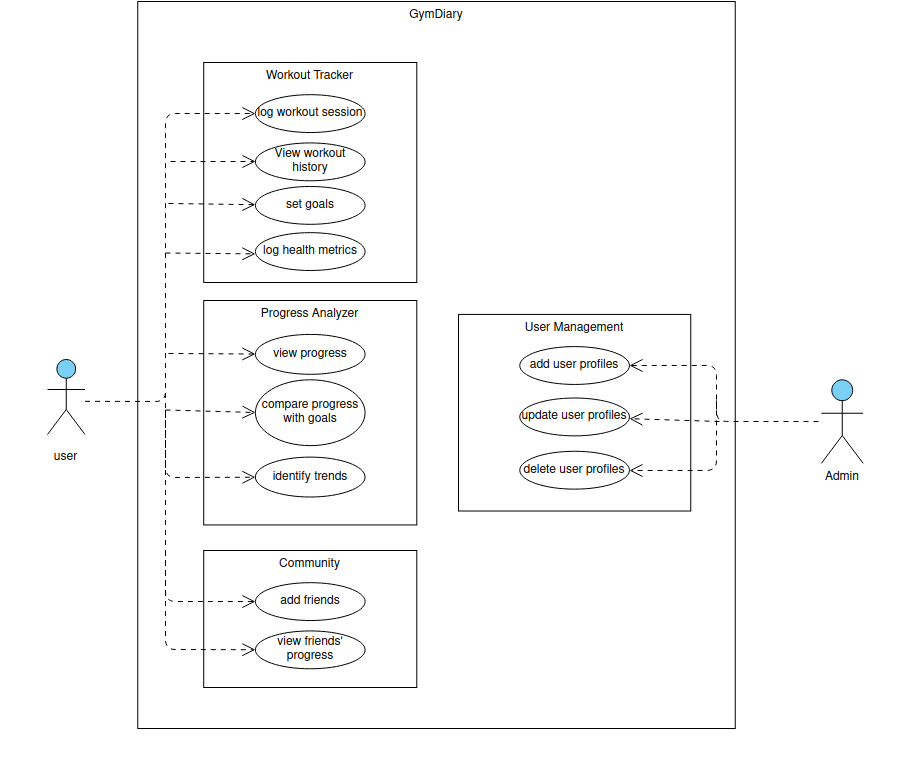 GymDiary
Workout Tracker
log workout session
View workout
history
set goals
log health metrics
Progress Analyzer
view progress
compare progress
with goals
identify trends
Community
add friends
view friends'
progress
User Management
add user profiles
update user profiles
delete user profiles
user
Admin